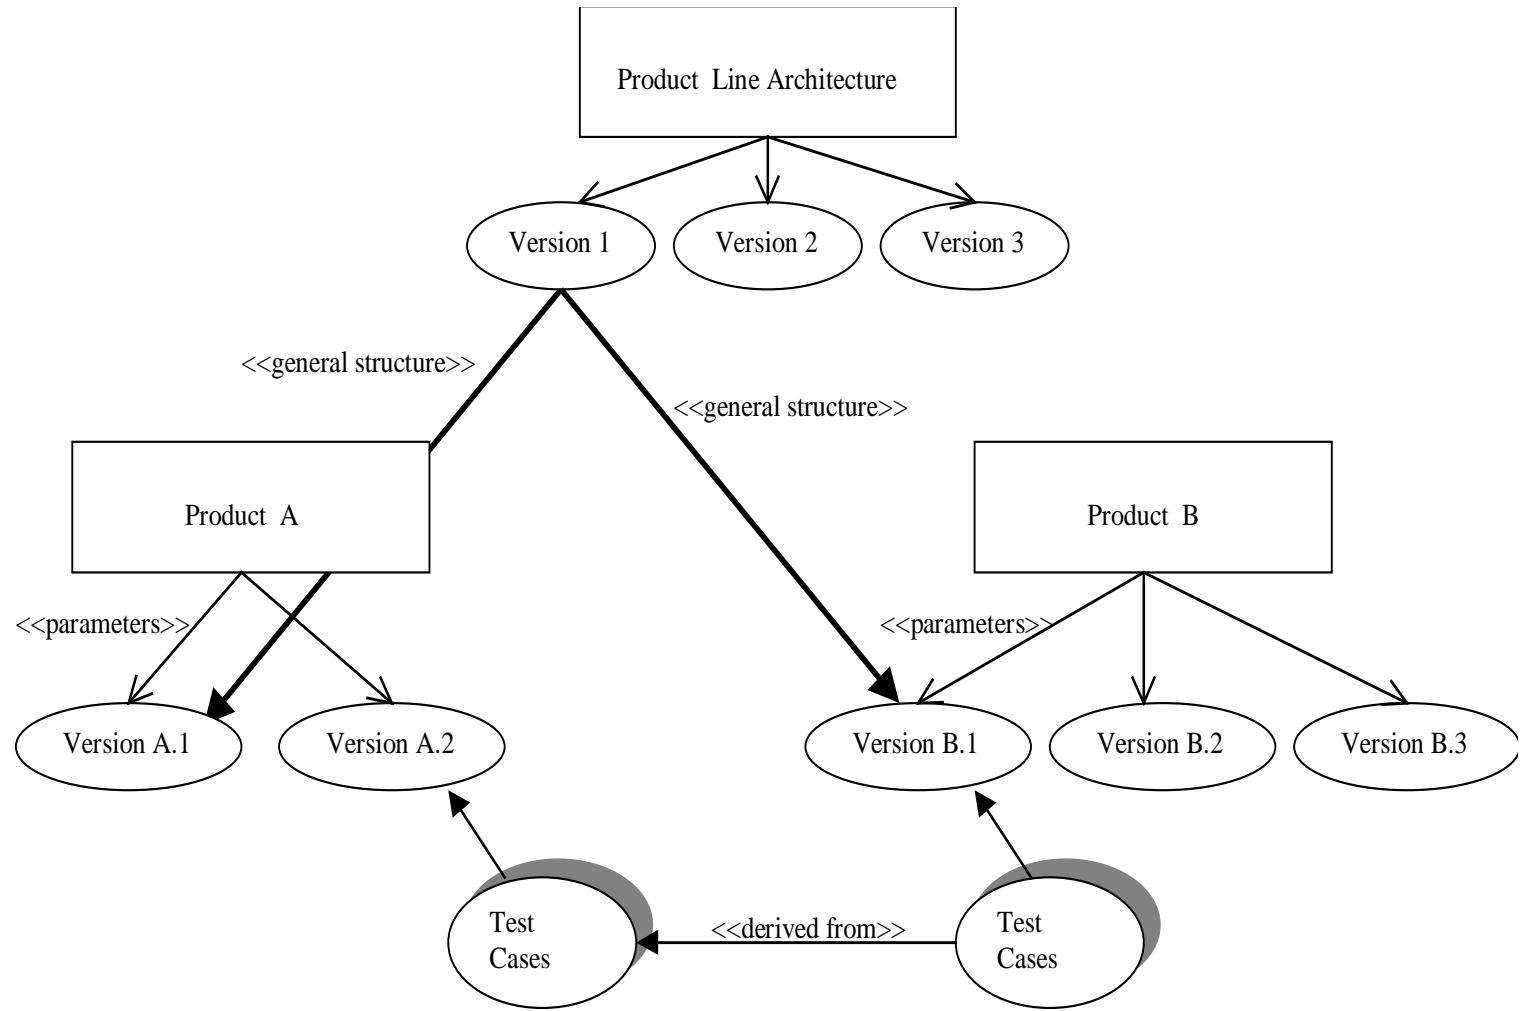 Product Line Architecture
Version 1
Version 2
Version 3
<<general structure>>
<<general structure>>
Product A
Product B
<<parameters>>
<<parameters>>
Version A.1
Version A.2
Version B.1
Version B.2
Version B.3
Test
Cases
<<derived from>>
Test
Cases